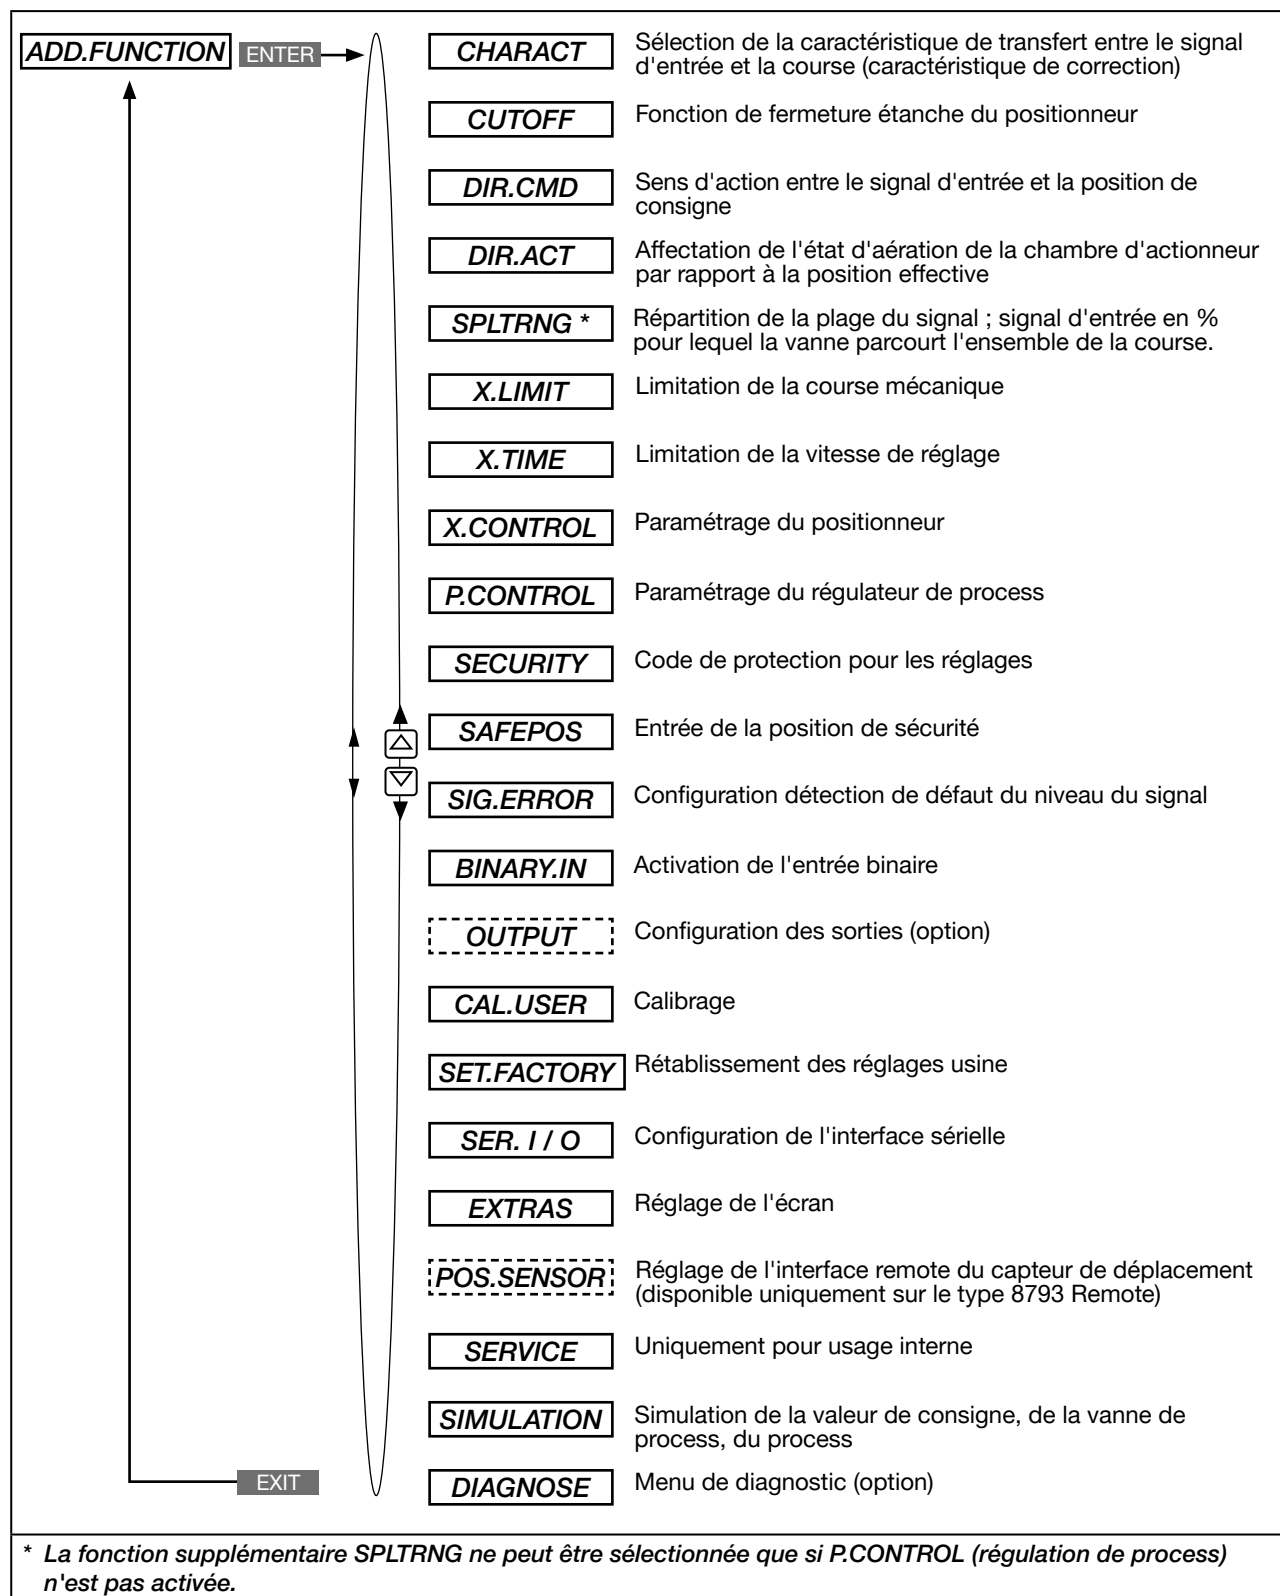 ADD.FUNCTION ENTER
CHARACT
Sélection de la caractéristique de transfert entre le signal
d'entrée et la course (caractéristique de correction)
CUTOFF
Fonction de fermeture étanche du positionneur
DIR.CMD
Sens d'action entre le signal d'entrée et la position de
consigne
DIR.ACT
Affectation de l'état d'aération de la chambre d'actionneur
par rapport à la position effective
SPLTRNG *
Répartition de la plage du signal ; signal d'entrée en %
pour lequel la vanne parcourt l'ensemble de la course.
X.LIMIT
Limitation de la course mécanique
X.TIME
Limitation de la vitesse de réglage
X.CONTROL
Paramétrage du positionneur
P.CONTROL
Paramétrage du régulateur de process
SECURITY
Code de protection pour les réglages
SAFEPOS
Entrée de la position de sécurité
SIG.ERROR
Configuration détection de défaut du niveau du signal
BINARY.IN
Activation de l'entrée binaire
OUTPUT
Configuration des sorties (option)
CAL.USER
Calibrage
SET.FACTORY
Rétablissement des réglages usine
SER. I / O
Configuration de l'interface sérielle
EXTRAS
Réglage de l'écran
POS.SENSOR
Réglage de l'interface remote du capteur de déplacement
(disponible uniquement sur le type 8793 Remote)
SERVICE
Uniquement pour usage interne
SIMULATION
Simulation de la valeur de consigne, de la vanne de
process, du process
EXIT
DIAGNOSE
Menu de diagnostic (option)
* La fonction supplémentaire SPLTRNG ne peut être sélectionnée que si P.CONTROL (régulation de process)
n'est pas activée.